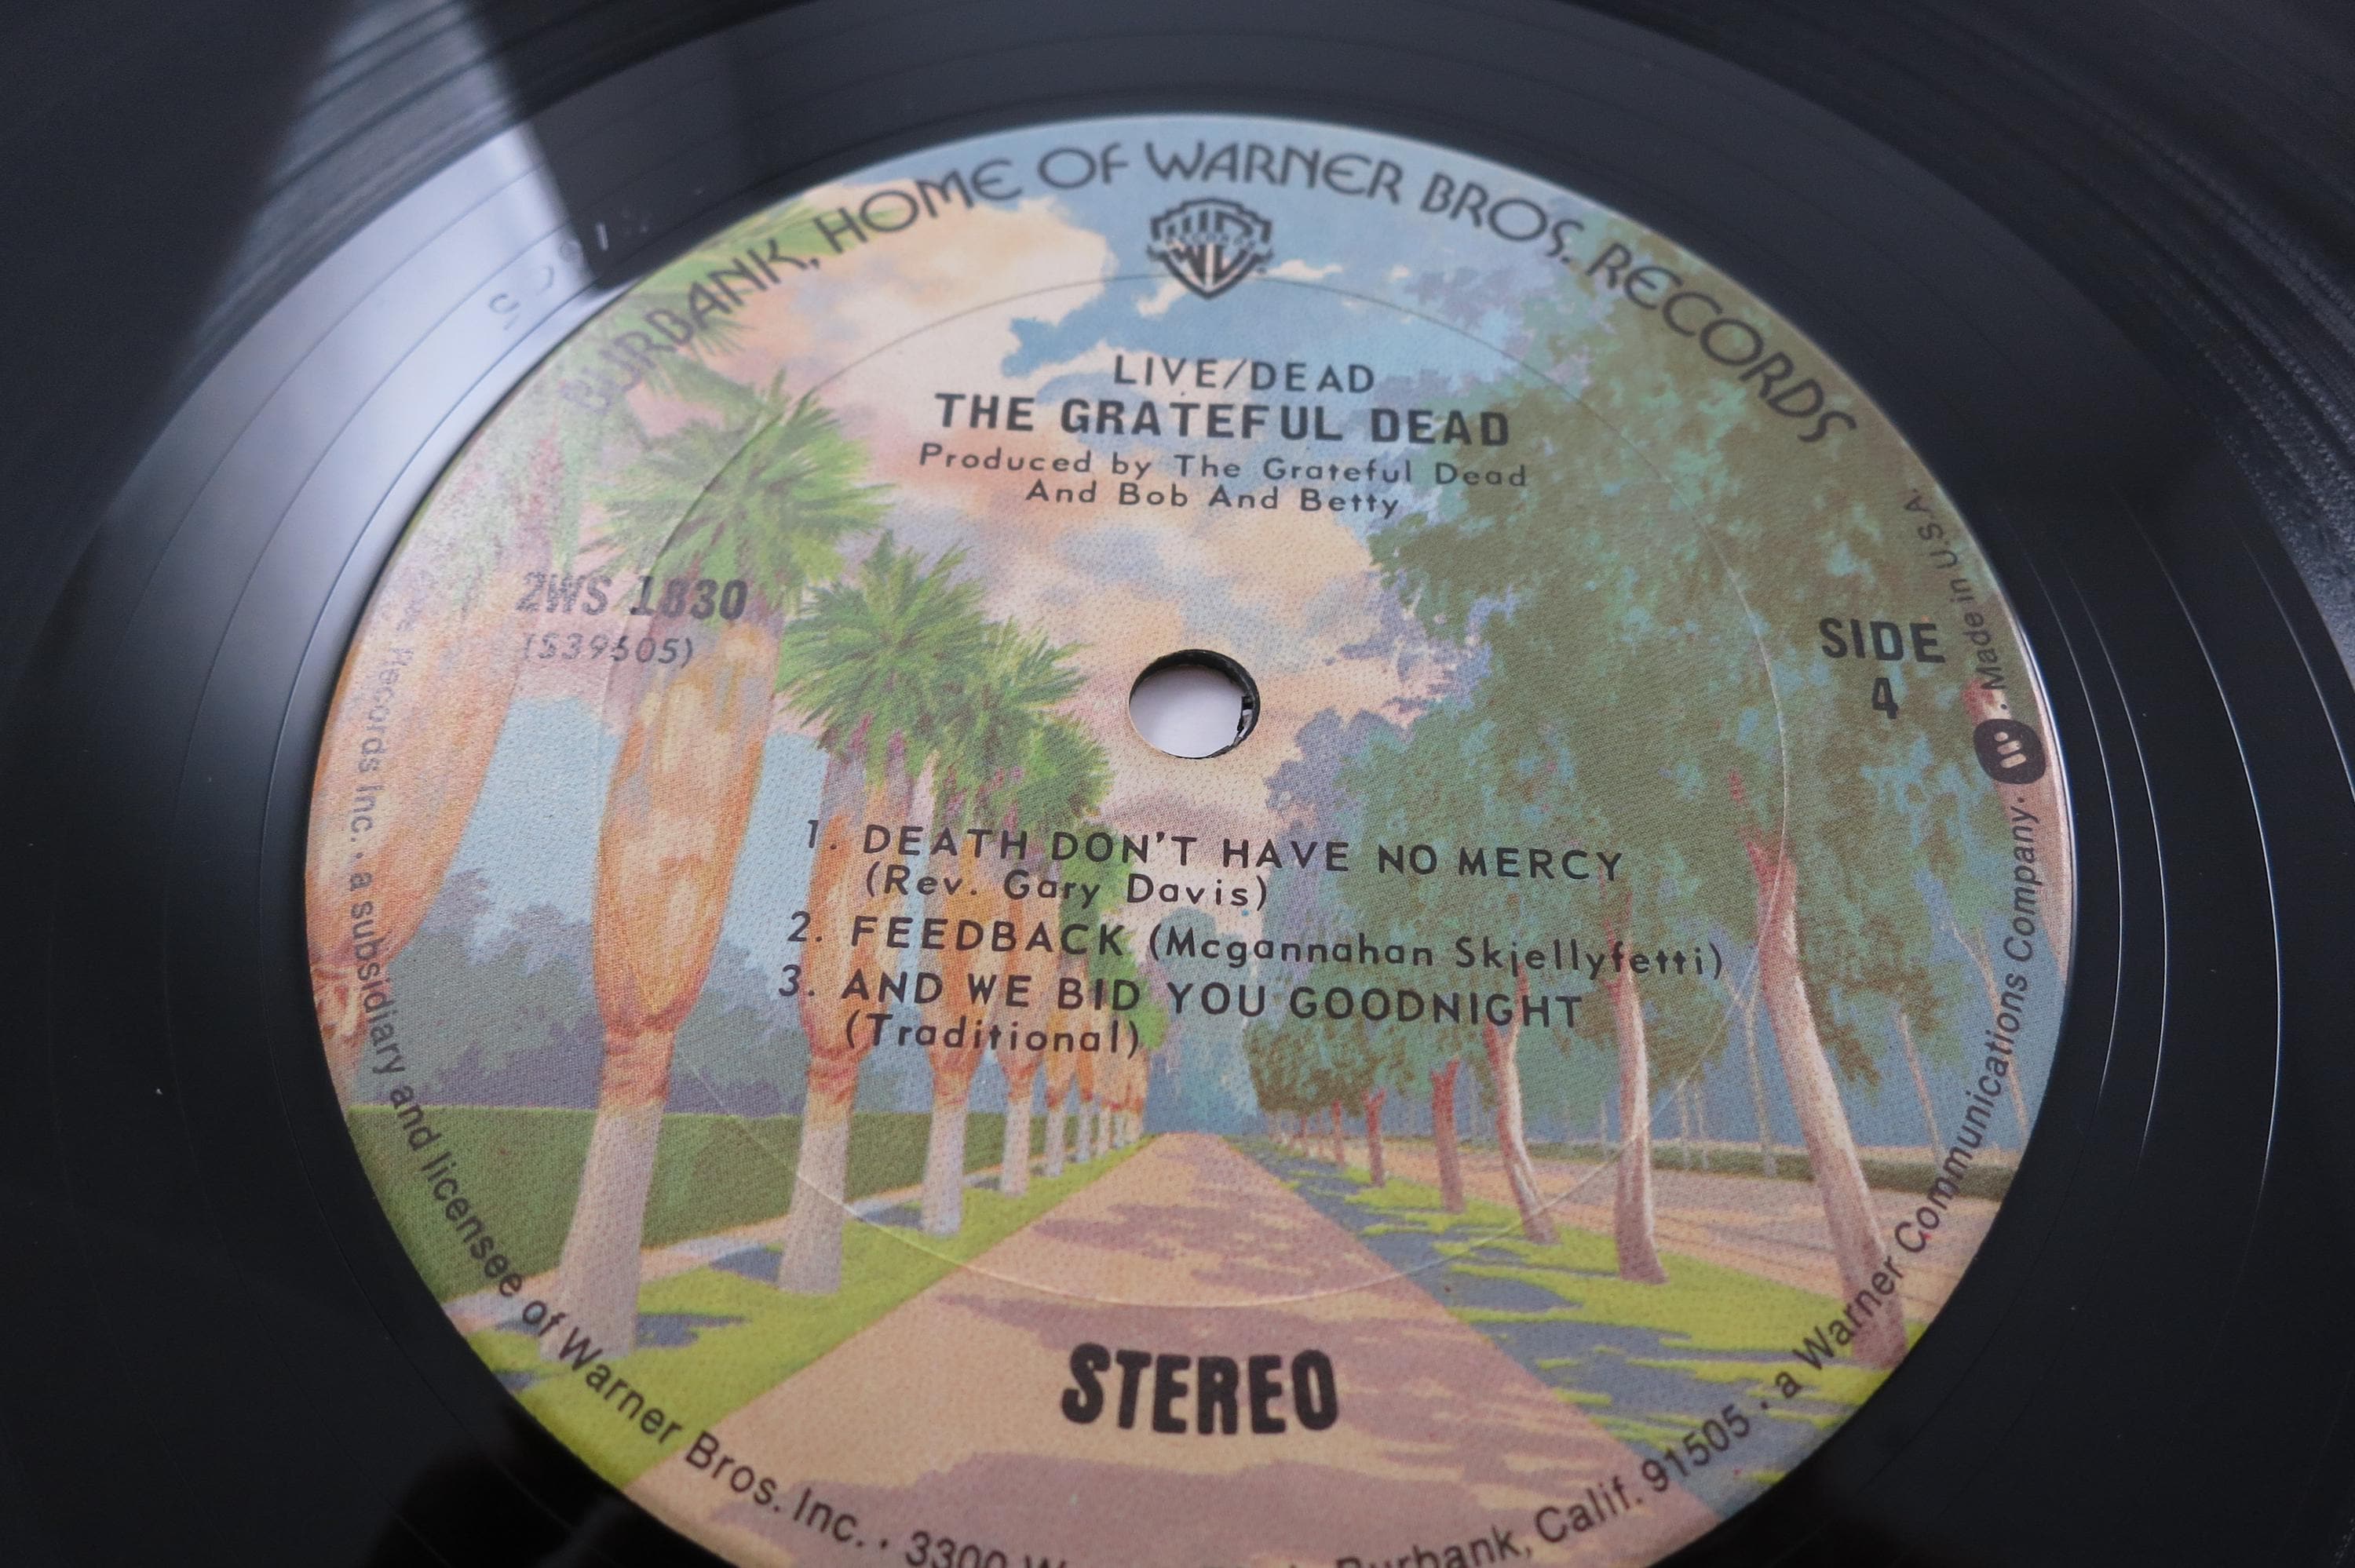 BURBANK, HOME OF WARNER BROS. RECORDS
LIVE/DEAD
THE GRATEFUL DEAD
Produced by The Grateful Dead
And Bob And Betty
2WS 1830
(S39605)
SIDE
4
1. DEATH DON'T HAVE NO MERCY
(Rev. Gary Davis)
2. FEEDBACK (Mcgannahan Skjellyfetti)
3. AND WE BID YOU GOODNIGHT
(Traditional)
STEREO
Records Inc. · a subsidiary and licensee of Warner Bros. Inc. · 3300 Burbank, Calif. 91505 · a Warner Communications Company. · Made in U.S.A.